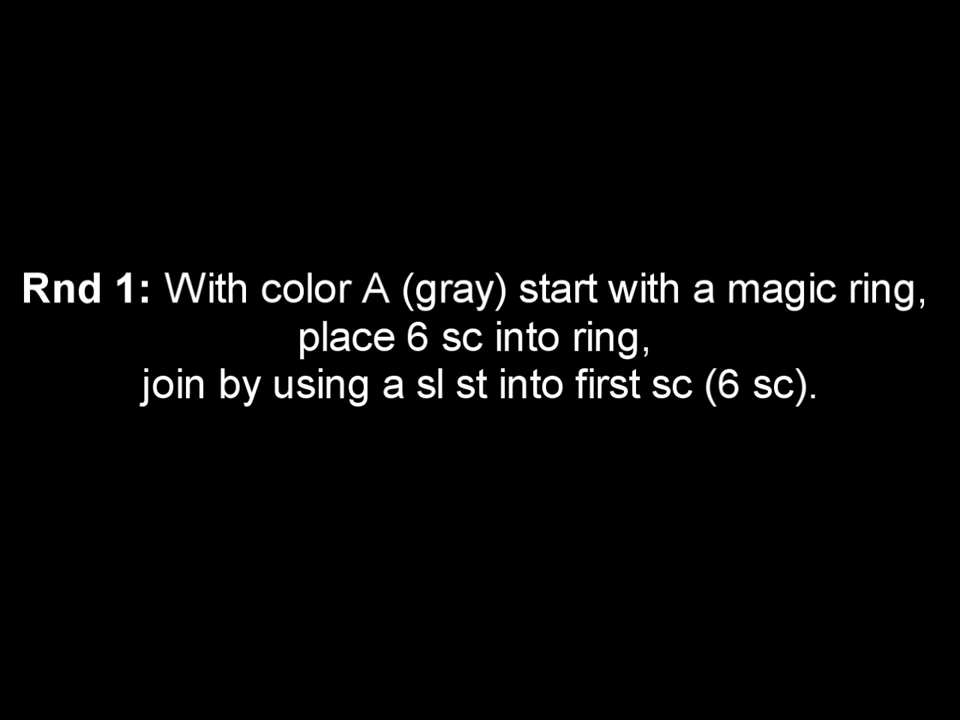 Rnd 1: With color A (gray) start with a magic ring,
place 6 sc into ring,
join by using a sl st into first sc (6 sc).